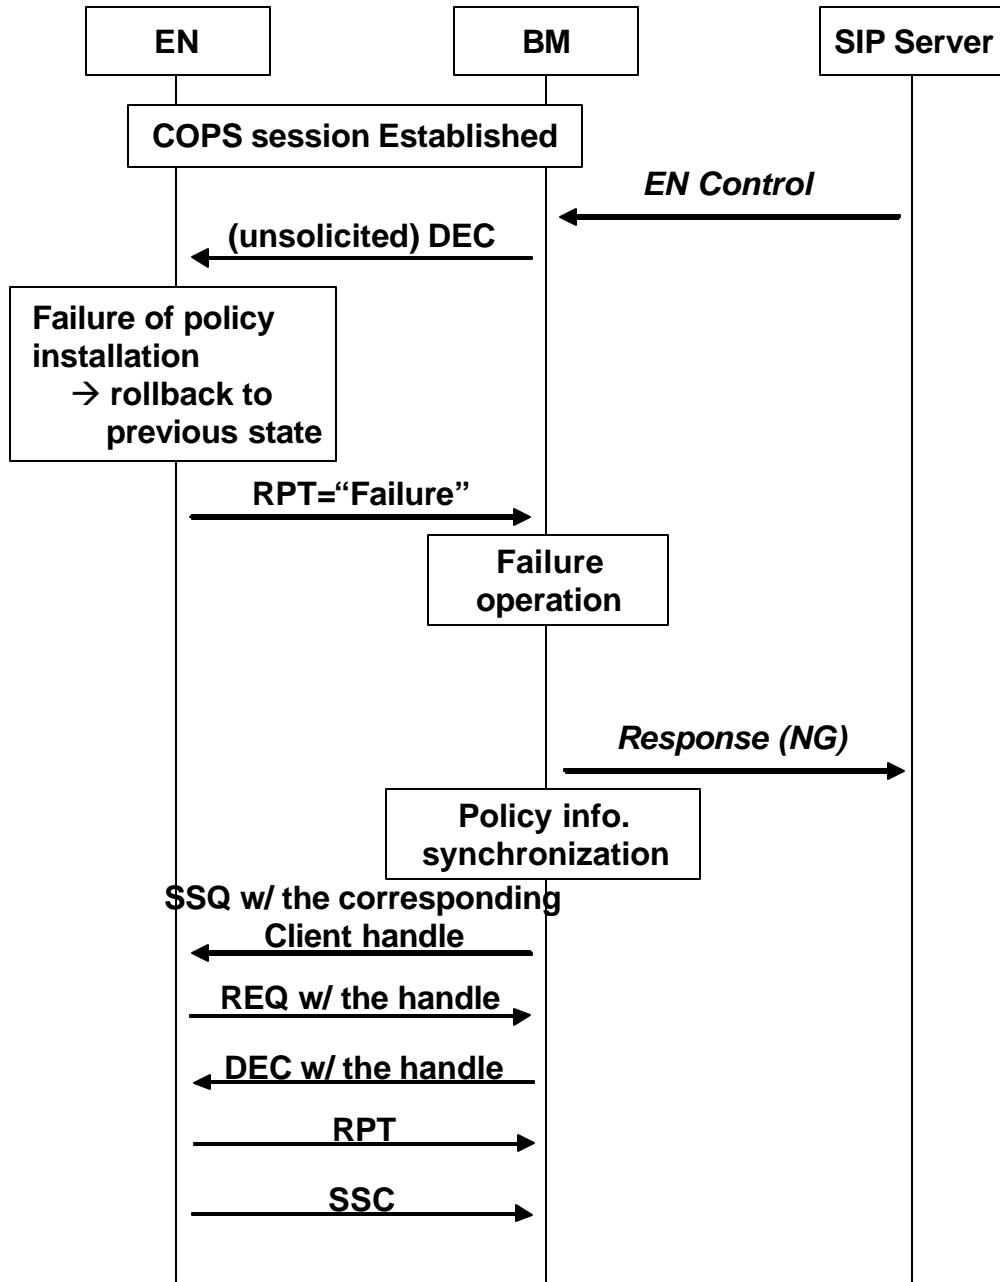 EN
BM
SIP Server
COPS session Established
EN Control
(unsolicited) DEC
Failure of policy
installation
→ rollback to
previous state
RPT=“Failure”
Failure
operation
Response (NG)
Policy info.
synchronization
SSQ w/ the corresponding
Client handle
REQ w/ the handle
DEC w/ the handle
RPT
SSC